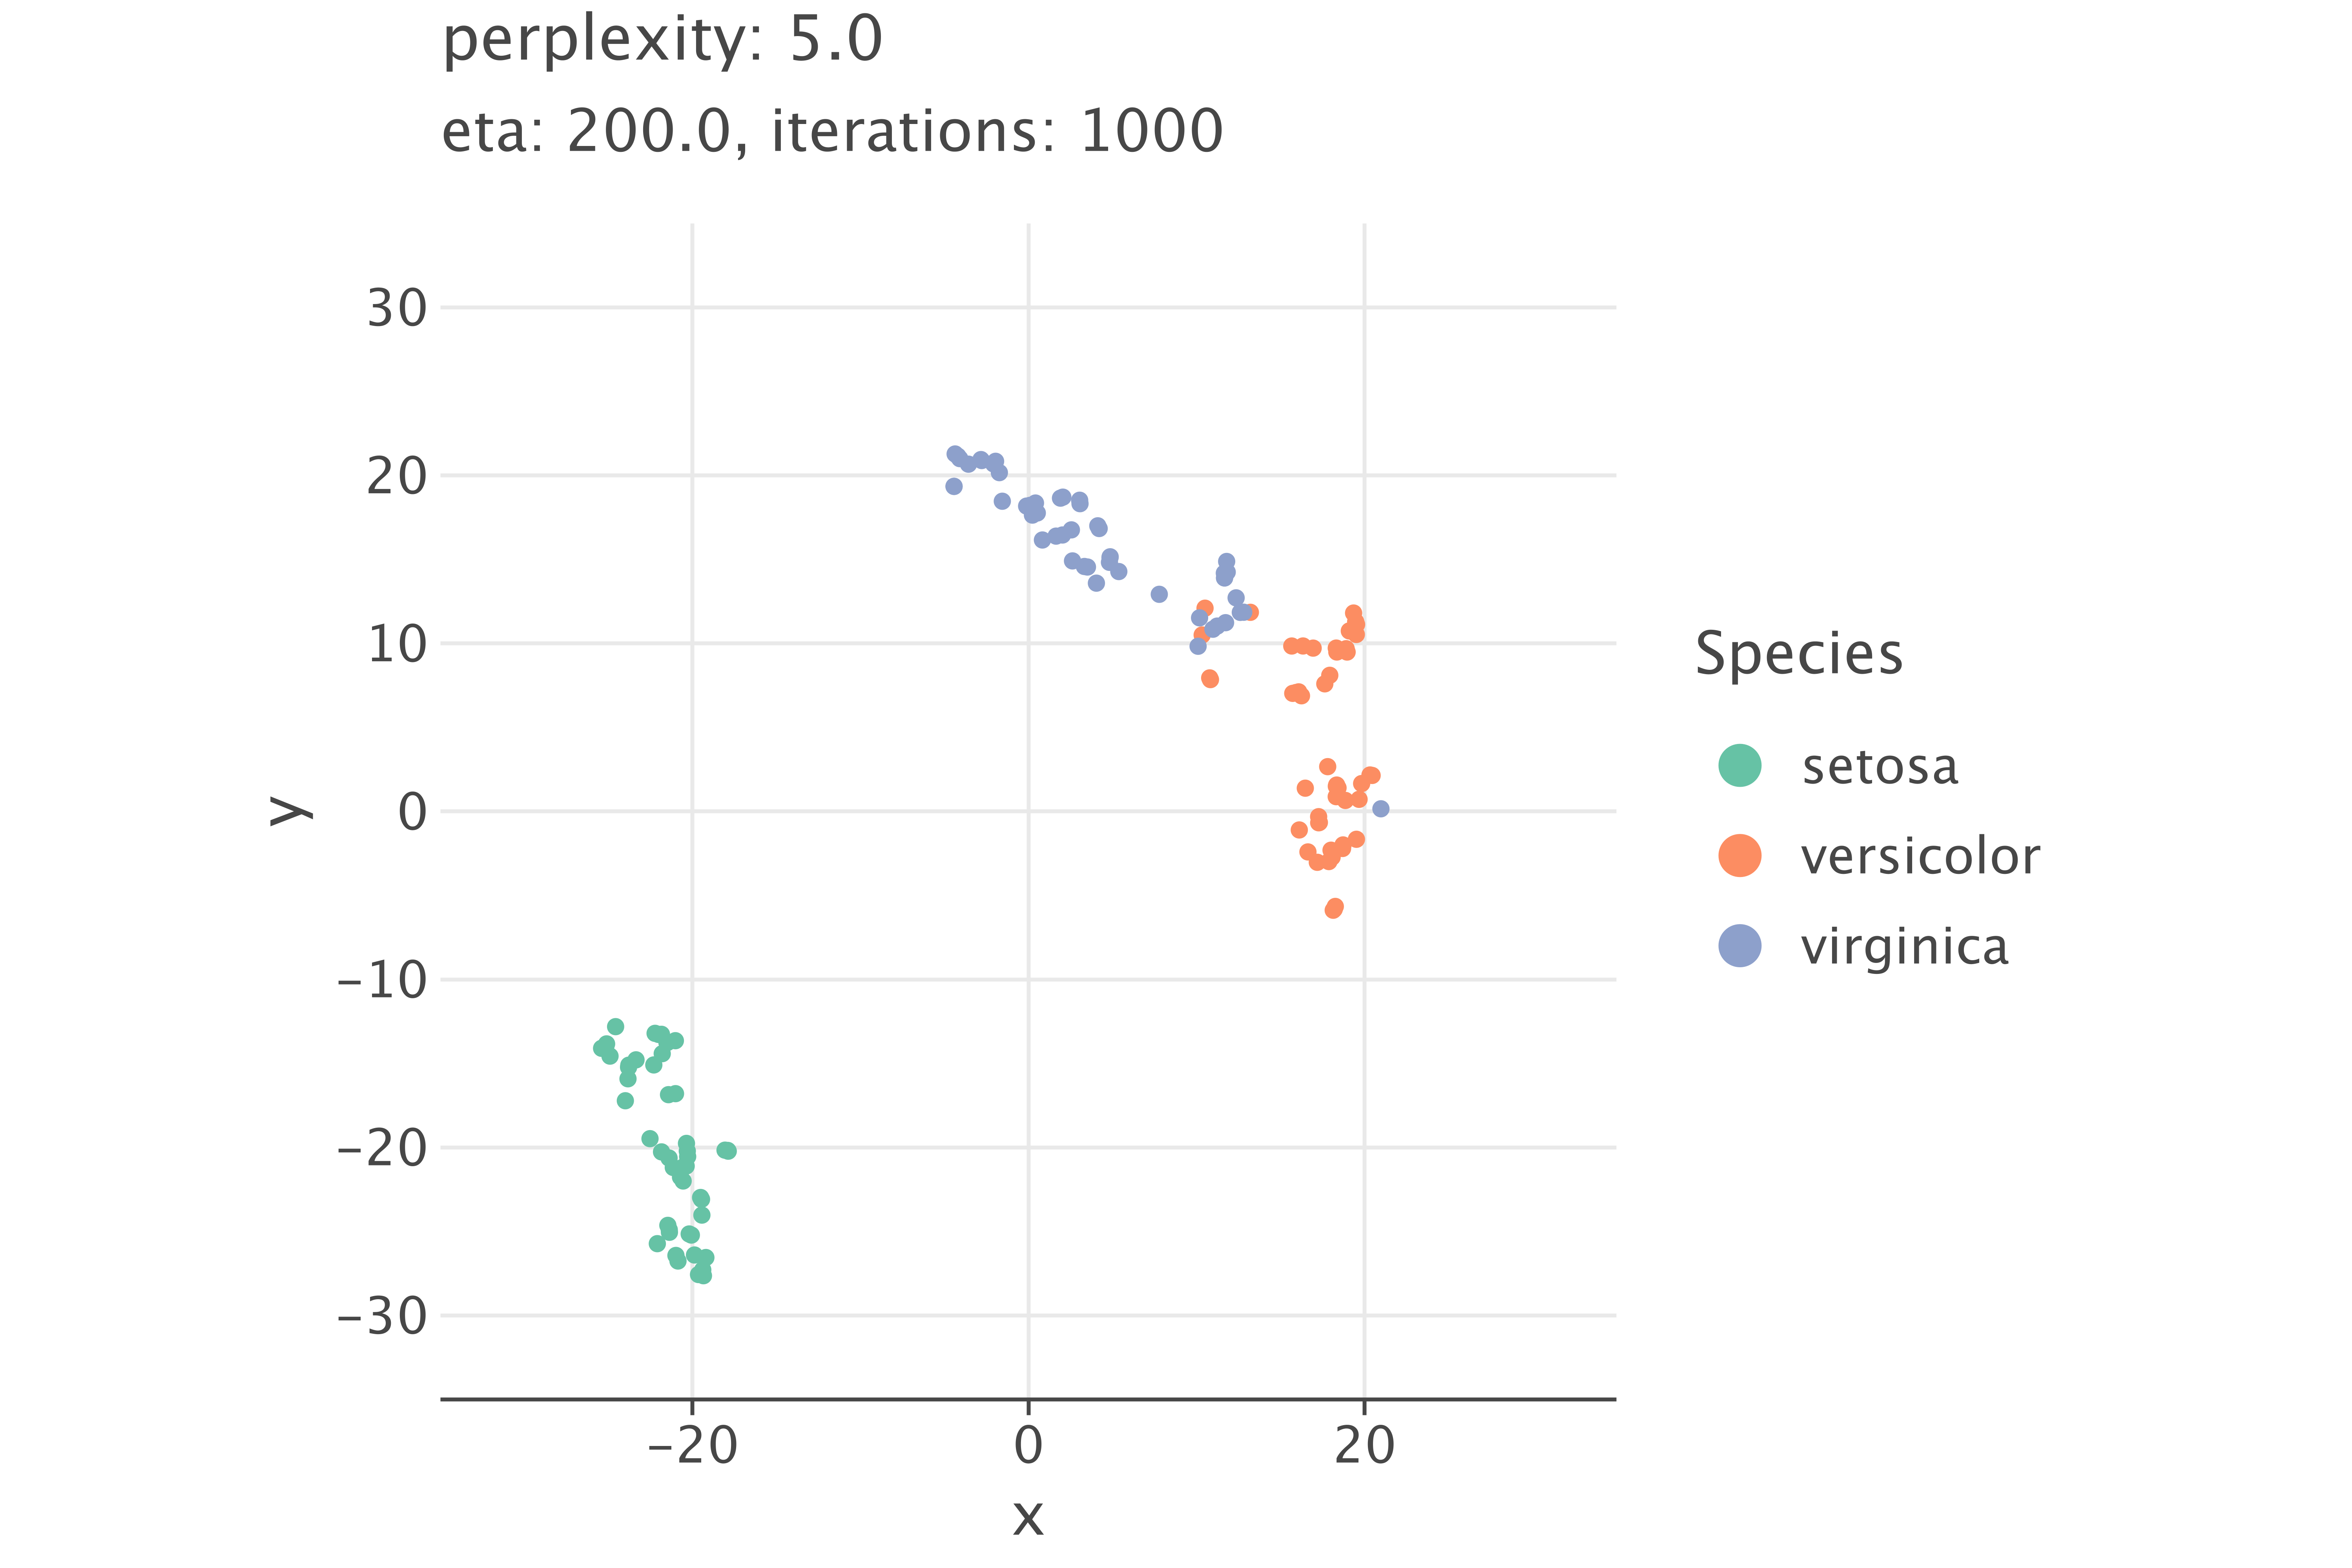 perplexity: 5.0
eta: 200.0, iterations: 1000
30
20
10
0
-10
-20
-30
y
-20
0
20
x
Species
setosa
versicolor
virginica